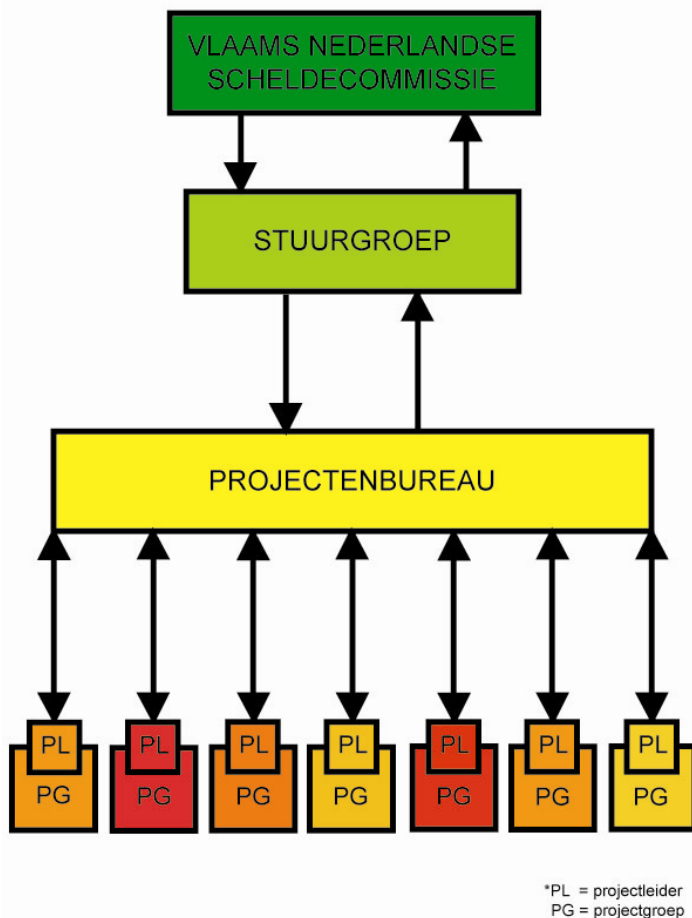 VLAAMS NEDERLANDSE
SCHELDECOMMISSIE
STUURGROEP
PROJECTENBUREAU
PL PL PL PL PL PL PL
PG PG PG PG PG PG PG
*PL = projectleider
PG = projectgroep